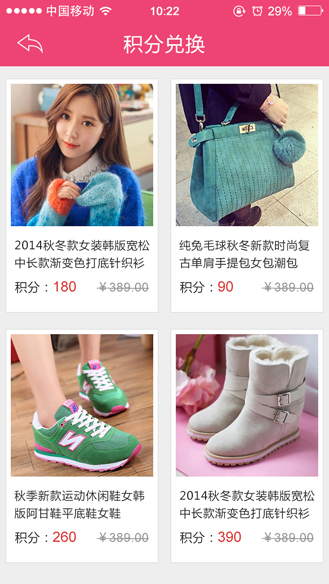 中国移动 10:22 29%
积分兑换
2014秋冬款女装韩版宽松
中长款渐变色打底针织衫
积分：180 ￥389.00
纯兔毛球秋冬新款时尚复
古单肩手提包女包潮包
积分：90 ￥389.00
N
秋季新款运动休闲鞋女韩
版阿甘鞋平底鞋女鞋
积分：260 ￥389.00
2014秋冬款女装韩版宽松
中长款渐变色打底针织衫
积分：390 ￥389.00